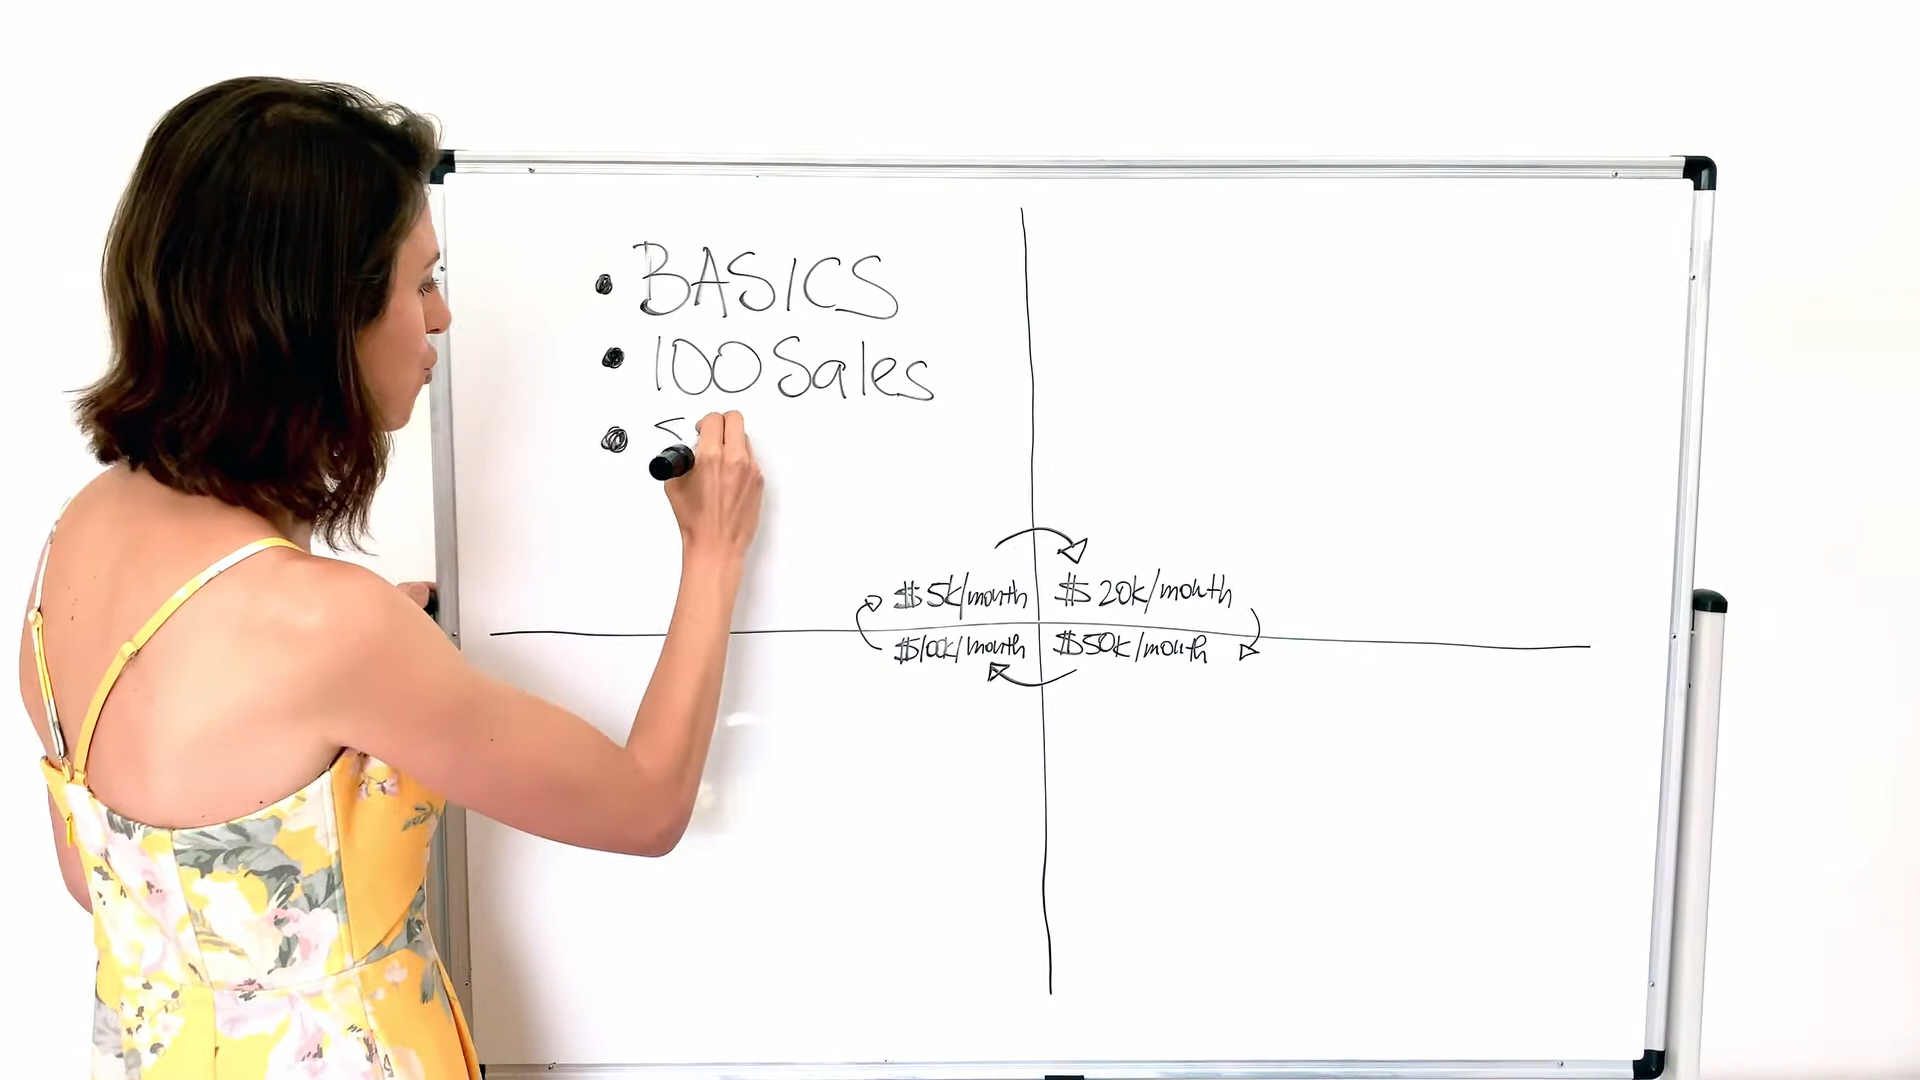 • BASICS
• 100 Sales
•
$5k/month $20k/month
$100k/month $50k/month